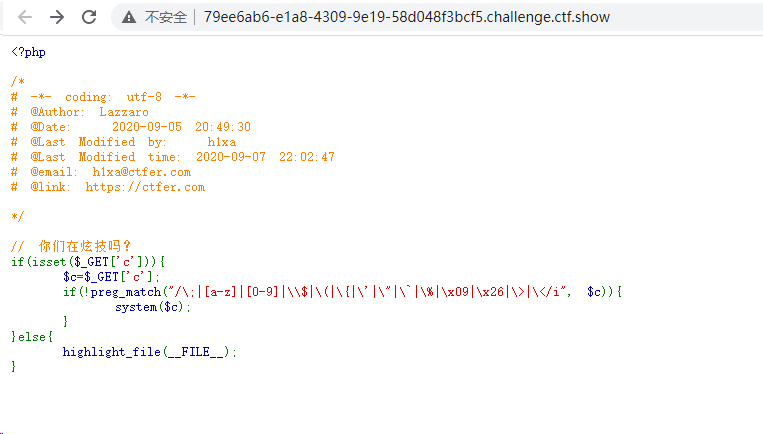 不安全 79ee6ab6-e1a8-4309-9e19-58d048f3bcf5.challenge.ctf.show
<?php
/*
# -*- coding: utf-8 -*-
# @Author: Lazzaro
# @Date: 2020-09-05 20:49:30
# @Last Modified by: h1xa
# @Last Modified time: 2020-09-07 22:02:47
# @email: h1xa@ctfer.com
# @link: https://ctfer.com
*/
// 你们在炫技吗?
if(isset($_GET['c'])){
$c=$_GET['c'];
if(!preg_match("/\;|[a-z]|[0-9]|\\$|\(|\{|\'|\"|\`|\%|\x09|\x26|\>|\</i", $c)){
system($c);
}
}else{
highlight_file(__FILE__);
}